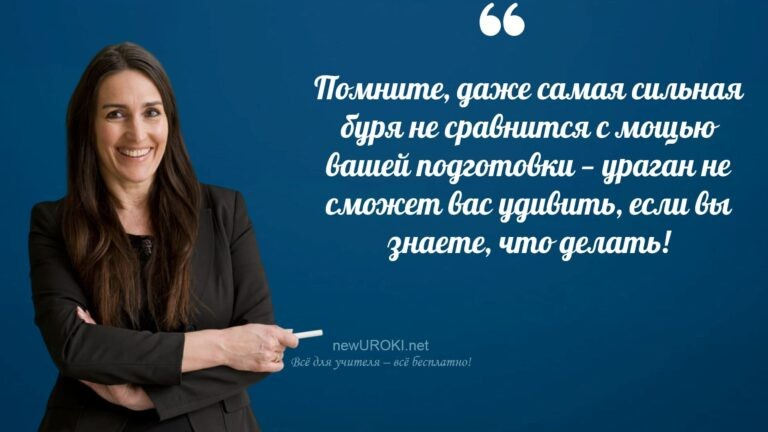 ❝
Помните, даже самая сильная
буря не сравнится с мощью
вашей подготовки – ураган не
сможет вас удивить, если вы
знаете, что делать!
newUROKI.net
Всё для учителя – всё бесплатно!